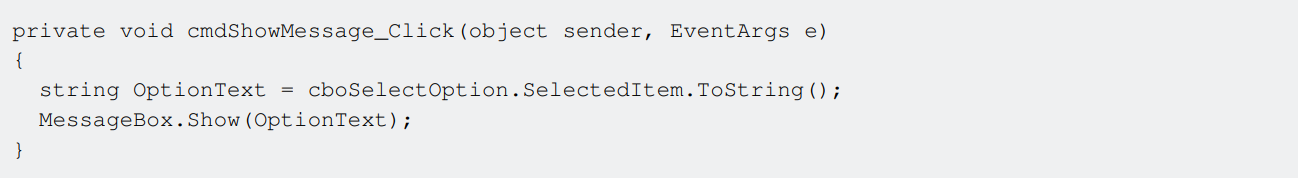 private void cmdShowMessage_Click(object sender, EventArgs e)
{
  string OptionText = cboSelectOption.SelectedItem.ToString();
  MessageBox.Show(OptionText);
}